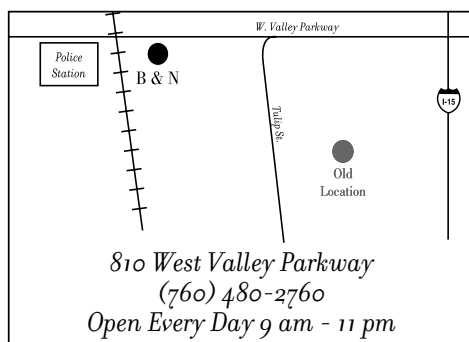 W. Valley Parkway
Police
Station
B & N
I-15
Tulip St.
Old
Location
810 West Valley Parkway
(760) 480-2760
Open Every Day 9 am - 11 pm